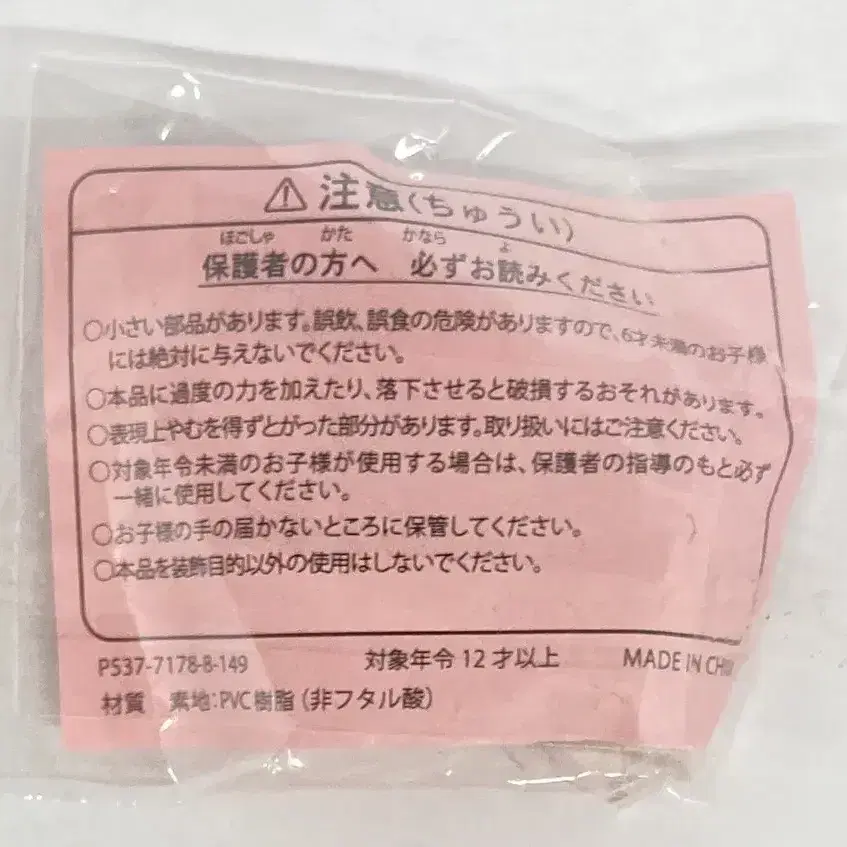 ⚠ 注意(ちゅうい)
ほごしゃ かた かなら よ
保護者の方へ 必ずお読みください
○小さい部品があります。誤飲、誤食の危険がありますので、6才未満のお子様
には絶対に与えないでください。
○本品に過度の力を加えたり、落下させると破損するおそれがあります。
○表現上やむを得ずとがった部分があります。取り扱いにはご注意ください。
○対象年令未満のお子様が使用する場合は、保護者の指導のもと必ず
一緒に使用してください。
○お子様の手の届かないところに保管してください。
○本品を装飾目的以外の使用はしないでください。
PS37-7178-8-149 対象年令12才以上 MADE IN CHI
材質 素地:PVC樹脂(非フタル酸)